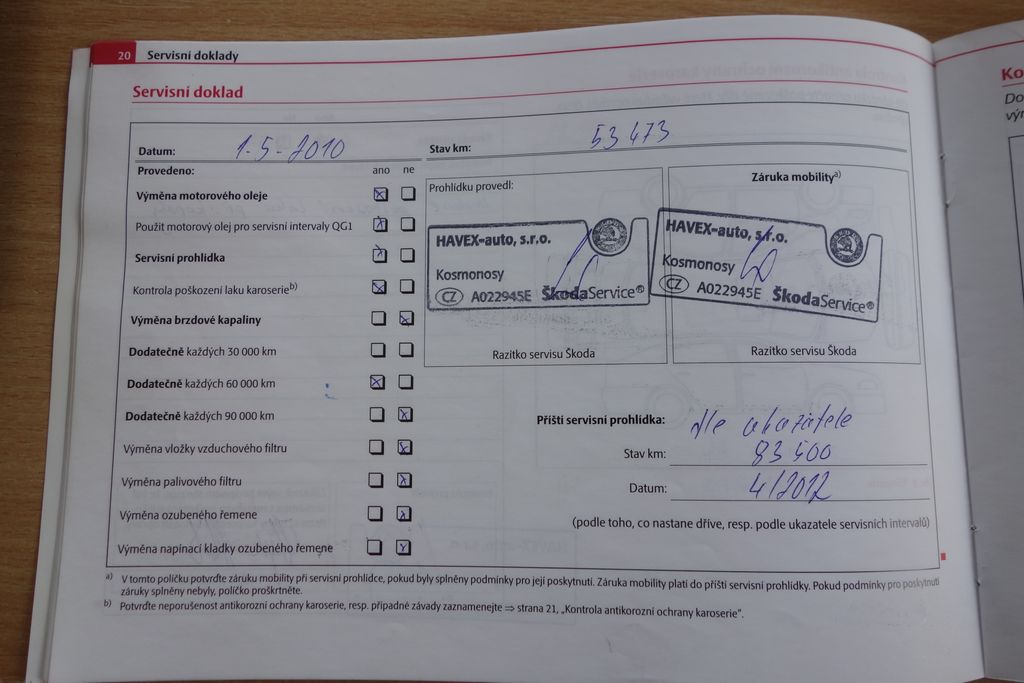 20 Servisní doklady
Servisní doklad
Datum: 1-5-2010
Stav km: 53 473
Provedeno: ano ne
Výměna motorového oleje
Použit motorový olej pro servisní intervaly QG1
Servisní prohlídka
Kontrola poškození laku karoserieb)
Výměna brzdové kapaliny
Dodatečně každých 30 000 km
Dodatečně každých 60 000 km
Dodatečně každých 90 000 km
Výměna vložky vzduchového filtru
Výměna palivového filtru
Výměna ozubeného řemene
Výměna napínací kladky ozubeného řemene
Prohlídku provedl:
HAVEX-auto, s.r.o.
Kosmonosy
CZ A022945E ŠkodaService®
Razítko servisu Škoda
Záruka mobilitya)
HAVEX-auto, s.r.o.
Kosmonosy
CZ A022945E ŠkodaService®
Razítko servisu Škoda
Příští servisní prohlídka: dle ukazatele
Stav km: 83 500
Datum: 4/2012
(podle toho, co nastane dříve, resp. podle ukazatele servisních intervalů)
a) V tomto políčku potvrďte záruku mobility při servisní prohlídce, pokud byly splněny podmínky pro její poskytnutí. Záruka mobility platí do příští servisní prohlídky. Pokud podmínky pro poskytnutí
záruky splněny nebyly, políčko proškrtněte.
b) Potvrďte neporušenost antikorozní ochrany karoserie, resp. případné závady zaznamenejte ⇒ strana 21, „Kontrola antikorozní ochrany karoserie".
Ko
Do
výr